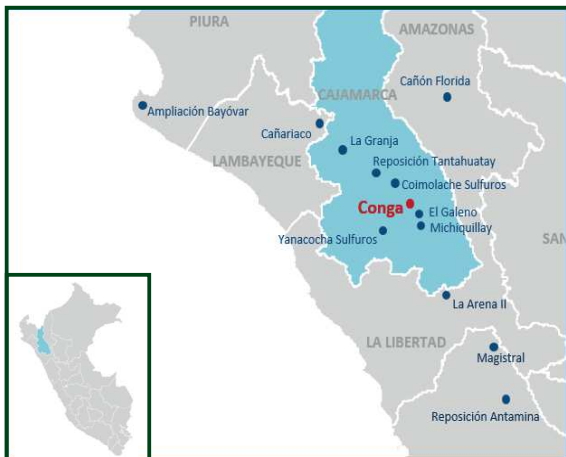 PIURA
AMAZONAS
Cañón Florida
CAJAMARCA
Ampliación Bayóvar
Cañariaco
La Granja
LAMBAYEQUE
Reposición Tantahuatay
Coimolache Sulfuros
Conga
El Galeno
Michiquillay
Yanacocha Sulfuros
SAN
La Arena II
LA LIBERTAD
Magistral
Reposición Antamina